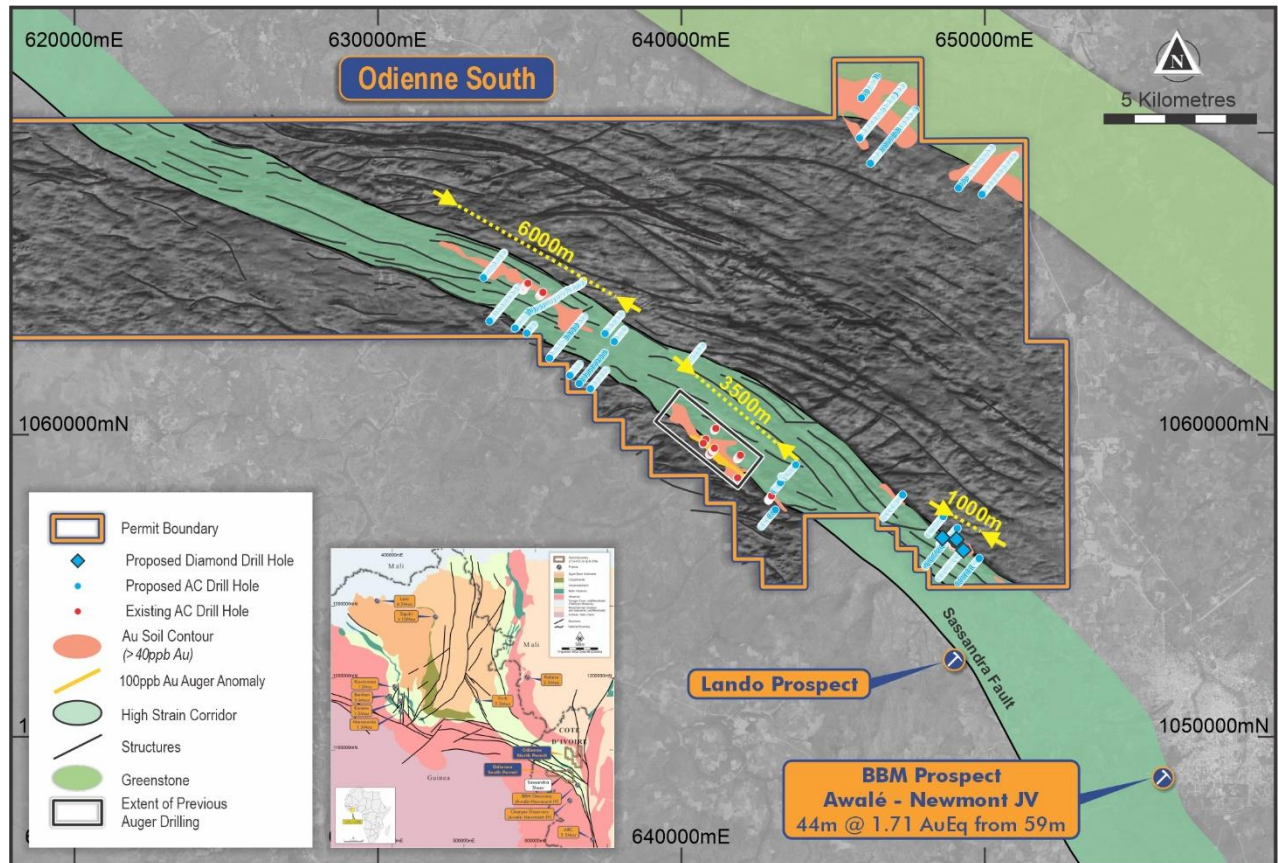 620000mE
630000mE
640000mE
650000mE
Odienne South
N
5 Kilometres
6000m
3500m
1000m
1060000mN
1060000mN
Permit Boundary
Proposed Diamond Drill Hole
Proposed AC Drill Hole
Existing AC Drill Hole
Au Soil Contour
(>40ppb Au)
100ppb Au Auger Anomaly
High Strain Corridor
Structures
Greenstone
Extent of Previous
Auger Drilling
Mali
Mali
COTE
D'IVOIRE
Guinea
Sassandra Fault
Lando Prospect
1050000mN
BBM Prospect
Awalé - Newmont JV
44m @ 1.71 AuEq from 59m
640000mE